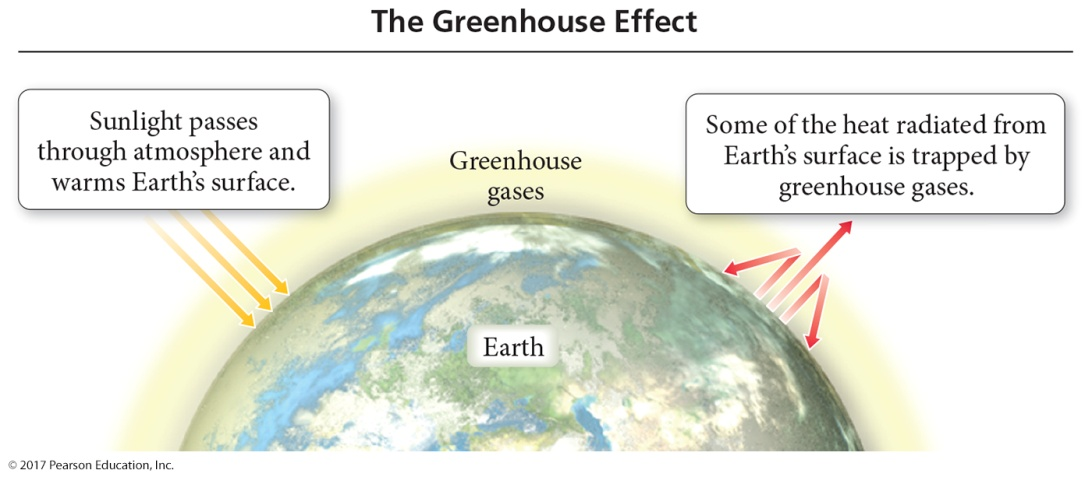 The Greenhouse Effect
Sunlight passes
through atmosphere and
warms Earth's surface.
Greenhouse
gases
Some of the heat radiated from
Earth's surface is trapped by
greenhouse gases.
Earth
© 2017 Pearson Education, Inc.